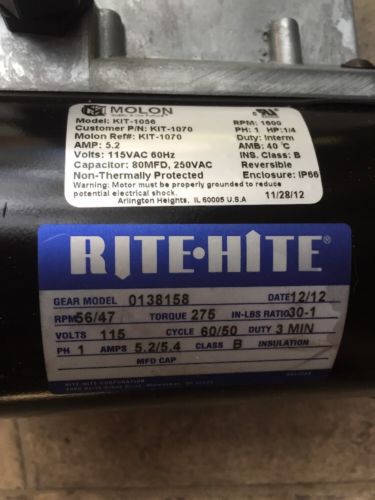 MOLON
Model: KIT-1056
Customer P/N: KIT-1070
Molon Ref#: KIT-1070
AMP: 5.2
Volts: 115VAC 60Hz
Capacitor: 80MFD, 250VAC
Non-Thermally Protected
RPM: 1600
PH: 1 HP:1/4
Duty: Interm
AMB: 40°C
INS. Class: B
Reversible
Enclosure: IP66
Warning: Motor must be properly grounded to reduce
potential electrical shock.
11/28/12
Arlington Heights, IL 60005 U.S.A
RITE·HITE
GEAR MODEL 0138158 DATE 12/12
RPM 56/47 TORQUE 275 IN-LBS RATIO 30-1
VOLTS 115 CYCLE 60/50 DUTY 3 MIN
PH 1 AMPS 5.2/5.4 CLASS B INSULATION
MFD CAP
RITE-HITE CORPORATION